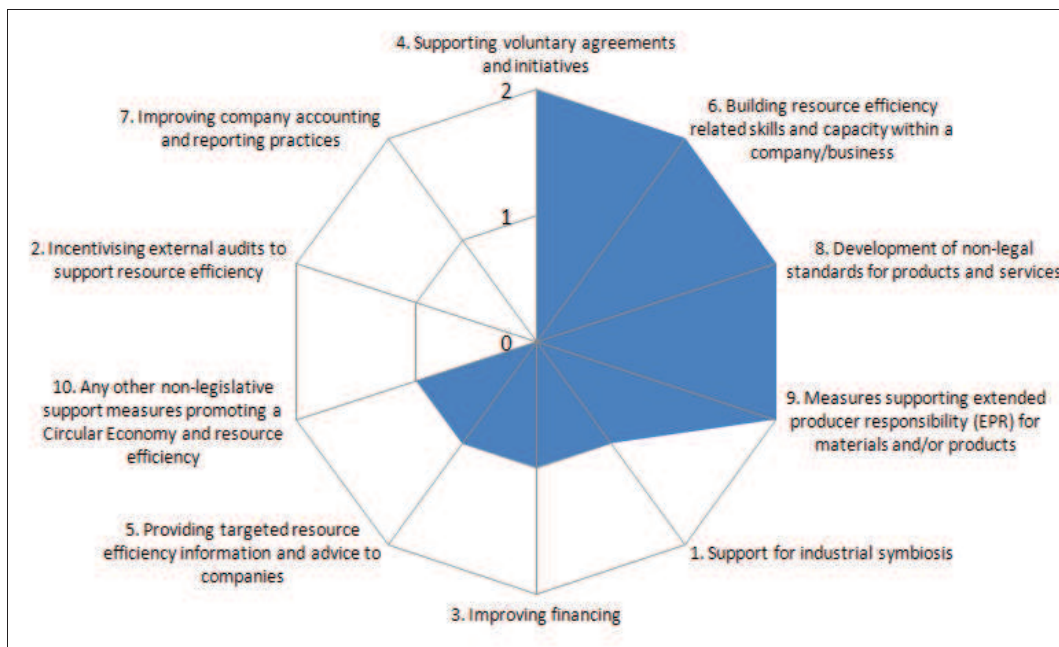 4. Supporting voluntary agreements
and initiatives
2
6. Building resource efficiency
related skills and capacity within a
company/business
7. Improving company accounting
and reporting practices
1
8. Development of non-legal
standards for products and services
2. Incentivising external audits to
support resource efficiency
0
9. Measures supporting extended
producer responsibility (EPR) for
materials and/or products
10. Any other non-legislative
support measures promoting a
Circular Economy and resource
efficiency
1. Support for industrial symbiosis
5. Providing targeted resource
efficiency information and advice to
companies
3. Improving financing